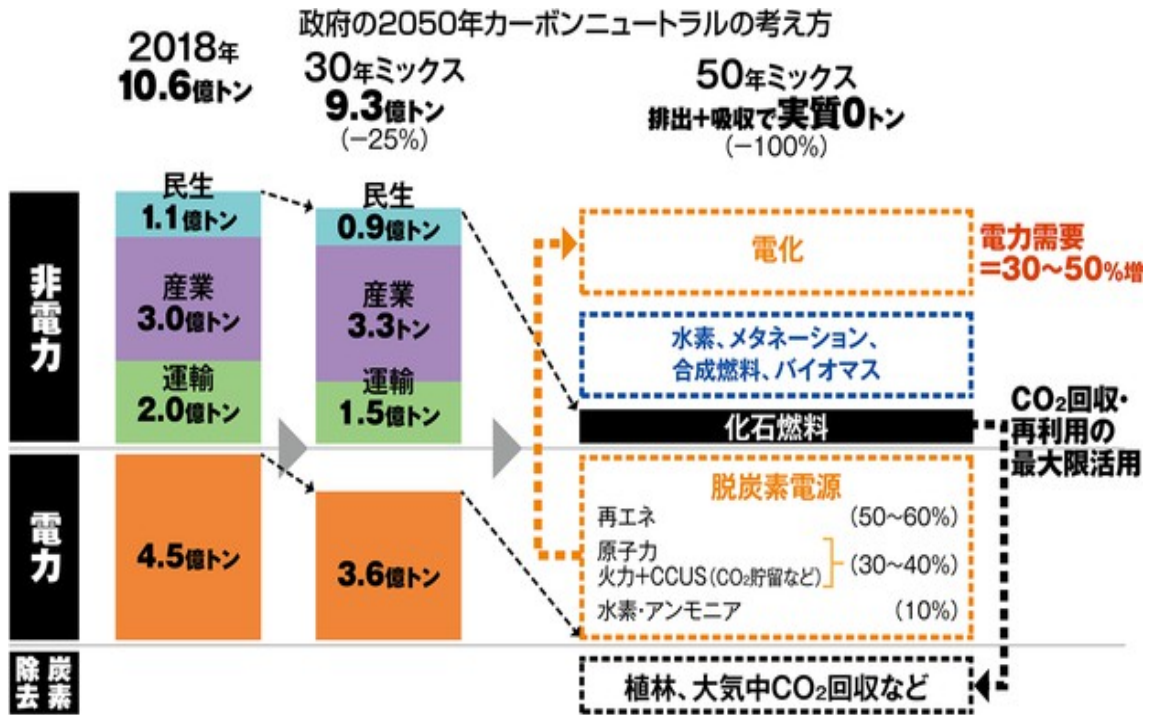 政府の2050年カーボンニュートラルの考え方
2018年
10.6億トン
30年ミックス
9.3億トン
(−25%)
50年ミックス
排出+吸収で実質0トン
(−100%)
非電力
民生
1.1億トン
産業
3.0億トン
運輸
2.0億トン
民生
0.9億トン
産業
3.3トン
運輸
1.5億トン
電化
電力需要
=30〜50%増
水素、メタネーション、
合成燃料、バイオマス
化石燃料
CO₂回収・
再利用の
最大限活用
電力
4.5億トン
3.6億トン
脱炭素電源
再エネ (50〜60%)
原子力
火力+CCUS(CO₂貯留など) (30〜40%)
水素・アンモニア (10%)
炭素除去
植林、大気中CO₂回収など